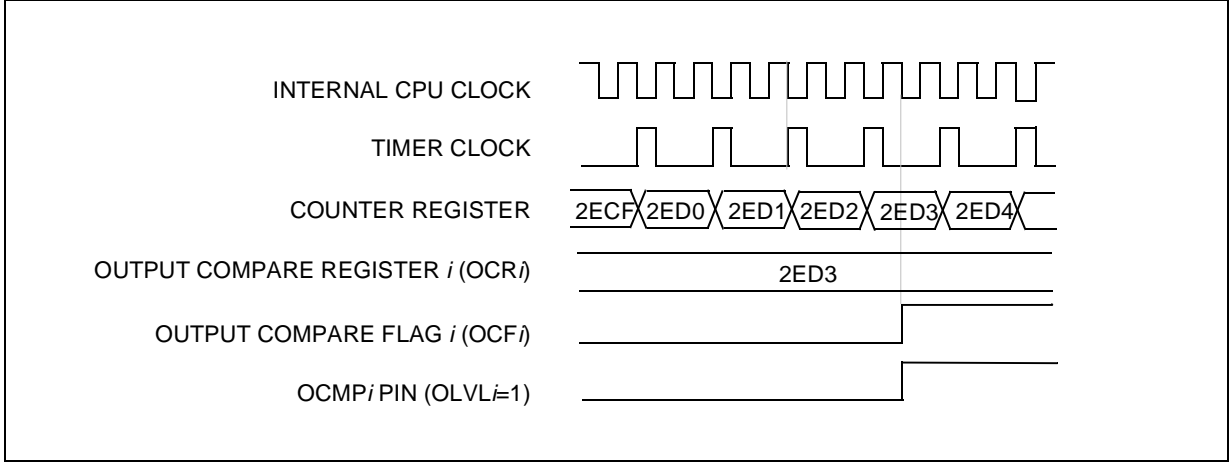 INTERNAL CPU CLOCK
TIMER CLOCK
COUNTER REGISTER 2ECF 2ED0 2ED1 2ED2 2ED3 2ED4
OUTPUT COMPARE REGISTER i (OCRi) 2ED3
OUTPUT COMPARE FLAG i (OCFi)
OCMPi PIN (OLVLi=1)